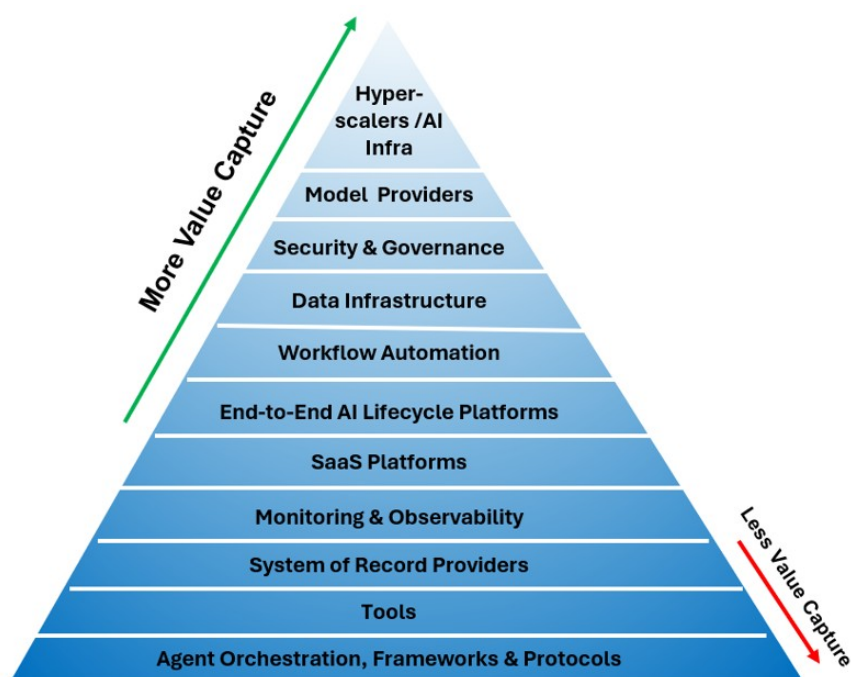 Hyper-
scalers /AI
Infra
More Value Capture
Model Providers
Security & Governance
Data Infrastructure
Workflow Automation
End-to-End AI Lifecycle Platforms
SaaS Platforms
Monitoring & Observability
Less Value Capture
System of Record Providers
Tools
Agent Orchestration, Frameworks & Protocols